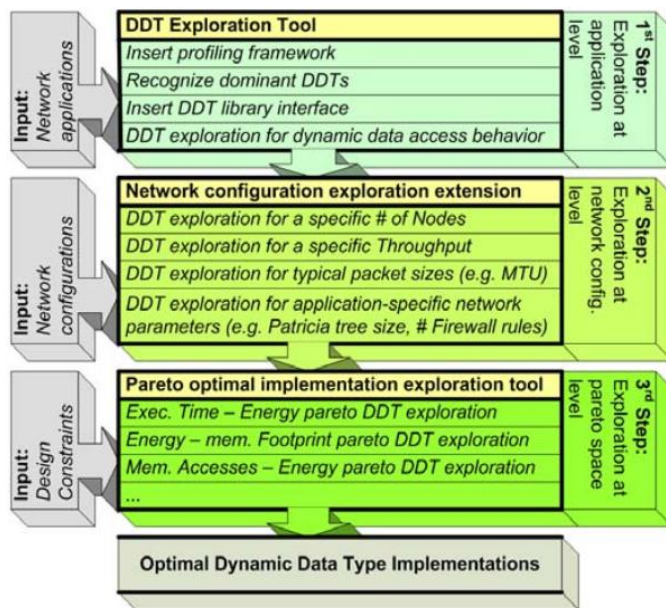 DDT Exploration Tool
Insert profiling framework
Recognize dominant DDTs
Insert DDT library interface
DDT exploration for dynamic data access behavior
Input:
Network
applications
1st Step:
Exploration at
application
level
Network configuration exploration extension
DDT exploration for a specific # of Nodes
DDT exploration for a specific Throughput
DDT exploration for typical packet sizes (e.g. MTU)
DDT exploration for application-specific network
parameters (e.g. Patricia tree size, # Firewall rules)
Input:
Network
configurations
2nd Step:
Exploration at
network config.
level
Pareto optimal implementation exploration tool
Exec. Time – Energy pareto DDT exploration
Energy – mem. Footprint pareto DDT exploration
Mem. Accesses – Energy pareto DDT exploration
...
Input:
Design
Constraints
3rd Step:
Exploration at
pareto space
level
Optimal Dynamic Data Type Implementations